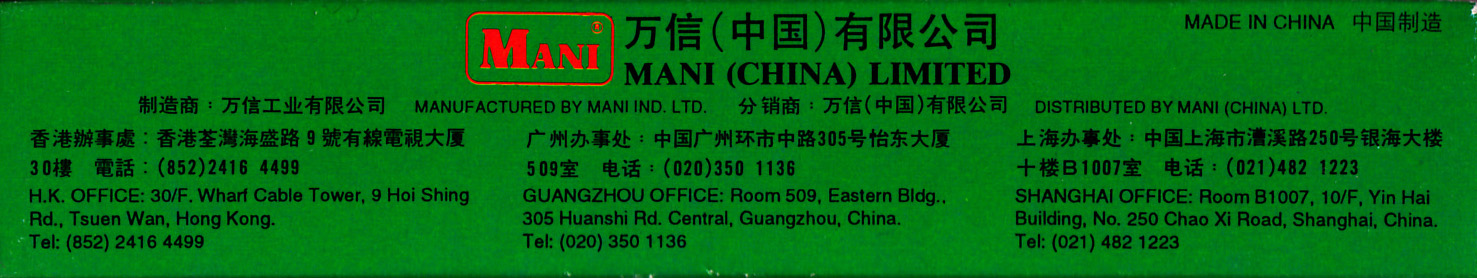 MANI®
万信(中国)有限公司
MADE IN CHINA 中国制造
MANI (CHINA) LIMITED
制造商：万信工业有限公司 MANUFACTURED BY MANI IND. LTD. 分销商：万信(中国)有限公司 DISTRIBUTED BY MANI (CHINA) LTD.
香港辦事處：香港荃灣海盛路9號有線電視大厦
30樓 電話：(852)2416 4499
H.K. OFFICE: 30/F. Wharf Cable Tower, 9 Hoi Shing
Rd., Tsuen Wan, Hong Kong.
Tel: (852) 2416 4499
广州办事处：中国广州环市中路305号怡东大厦
509室 电话：(020)350 1136
GUANGZHOU OFFICE: Room 509, Eastern Bldg.,
305 Huanshi Rd. Central, Guangzhou, China.
Tel: (020) 350 1136
上海办事处：中国上海市漕溪路250号银海大楼
十楼B1007室 电话：(021)482 1223
SHANGHAI OFFICE: Room B1007, 10/F, Yin Hai
Building, No. 250 Chao Xi Road, Shanghai, China.
Tel: (021) 482 1223